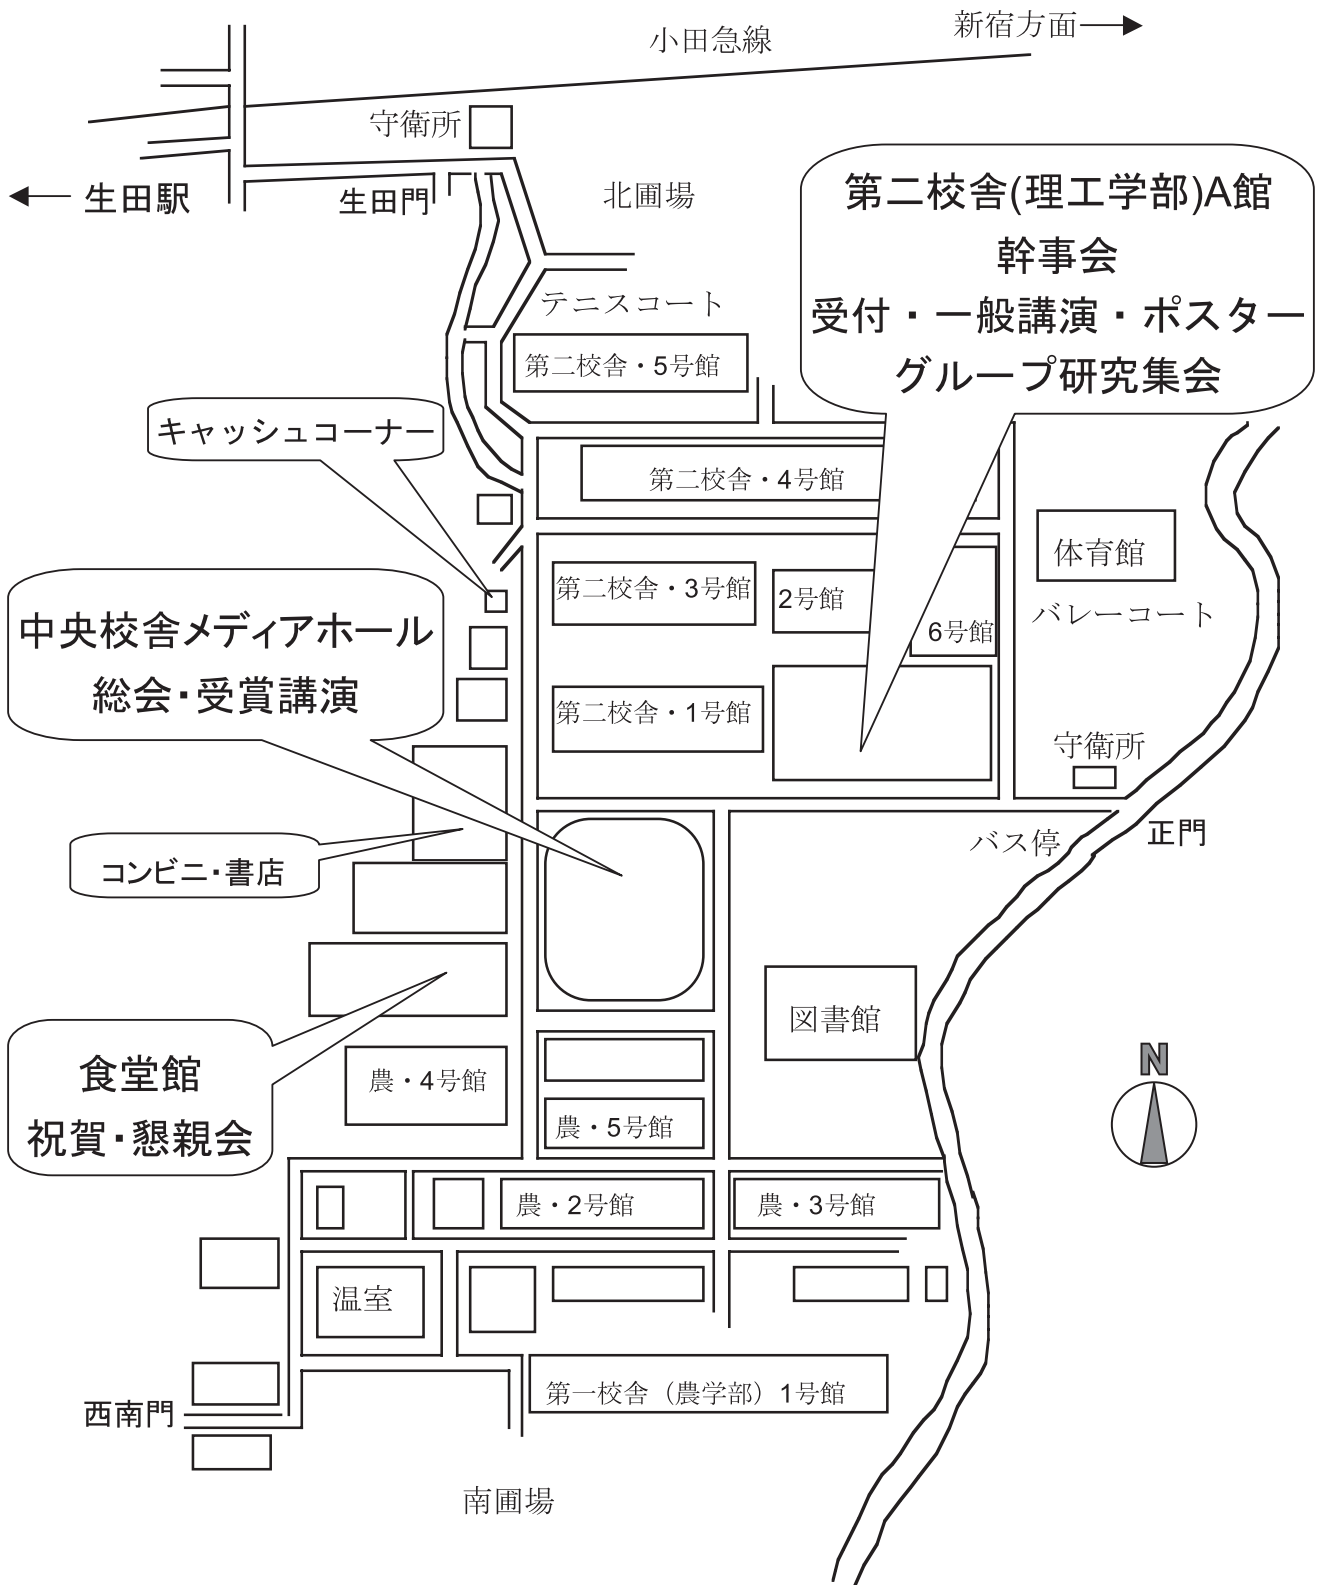 新宿方面
小田急線
守衛所
生田駅
生田門
北圃場
第二校舎(理工学部)A館
幹事会
受付・一般講演・ポスター
グループ研究集会
テニスコート
第二校舎・5号館
キャッシュコーナー
第二校舎・4号館
体育館
第二校舎・3号館
2号館
6号館
バレーコート
中央校舎メディアホール
総会・受賞講演
第二校舎・1号館
守衛所
バス停
正門
コンビニ・書店
図書館
食堂館
祝賀・懇親会
農・4号館
農・5号館
N
農・2号館
農・3号館
温室
第一校舎（農学部）1号館
西南門
南圃場